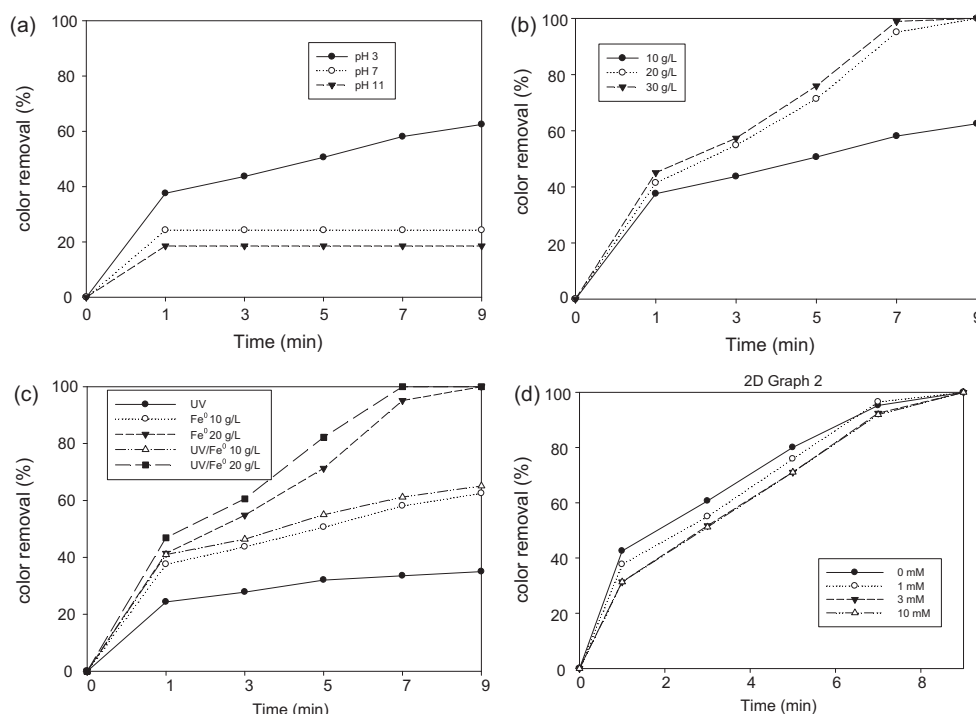 (a)
100
80
60
40
20
0
color removal (%)
pH 3
pH 7
pH 11
0 1 3 5 7 9
Time (min)
(b)
100
80
60
40
20
0
color removal (%)
10 g/L
20 g/L
30 g/L
0 1 3 5 7 9
Time (min)
(c)
100
80
60
40
20
0
color removal (%)
UV
Fe⁰ 10 g/L
Fe⁰ 20 g/L
UV/Fe⁰ 10 g/L
UV/Fe⁰ 20 g/L
0 1 3 5 7 9
Time (min)
(d)
2D Graph 2
100
80
60
40
20
0
color removal (%)
0 mM
1 mM
3 mM
10 mM
0 2 4 6 8
Time (min)